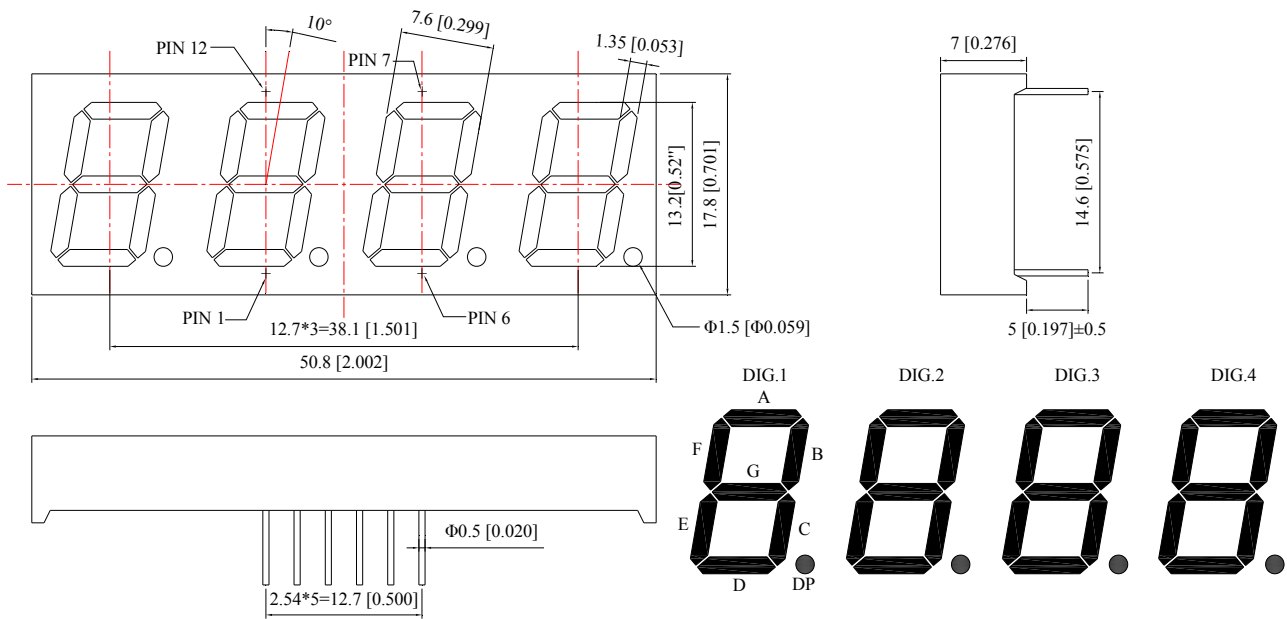 10°
7.6 [0.299]
PIN 12
PIN 7
1.35 [0.053]
7 [0.276]
13.2[0.52"]
17.8 [0.701]
14.6 [0.575]
PIN 1
PIN 6
12.7*3=38.1 [1.501]
Φ1.5 [Φ0.059]
5 [0.197]±0.5
50.8 [2.002]
DIG.1
DIG.2
DIG.3
DIG.4
A
F
B
G
E
C
D
DP
Φ0.5 [0.020]
2.54*5=12.7 [0.500]